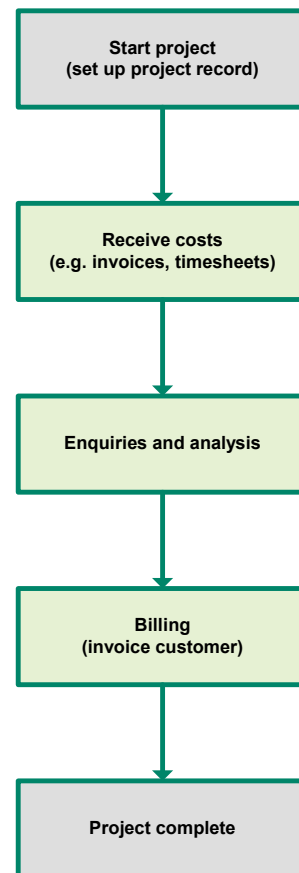 Start project
(set up project record)
Receive costs
(e.g. invoices, timesheets)
Enquiries and analysis
Billing
(invoice customer)
Project complete